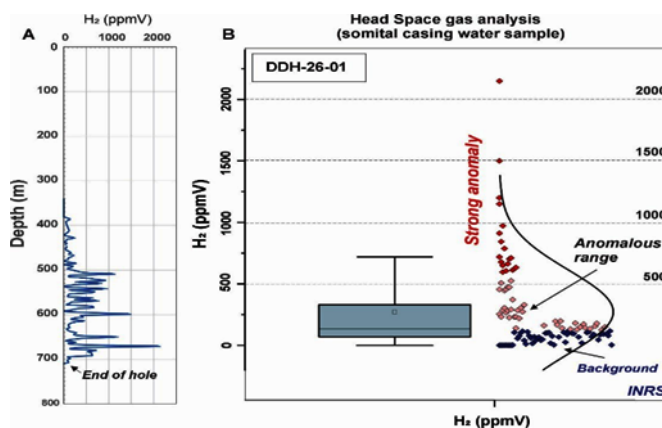 H₂ (ppmV)
A
0 1000 2000
0
100
200
300
400
500
600
700
800
Depth (m)
End of hole
Head Space gas analysis
B
(somital casing water sample)
DDH-26-01
2000
1500
1000
500
0
H₂ (ppmV)
Strong anomaly
2000
1500
1000
Anomalous
range
500
Background
INRS
H₂ (ppmV)